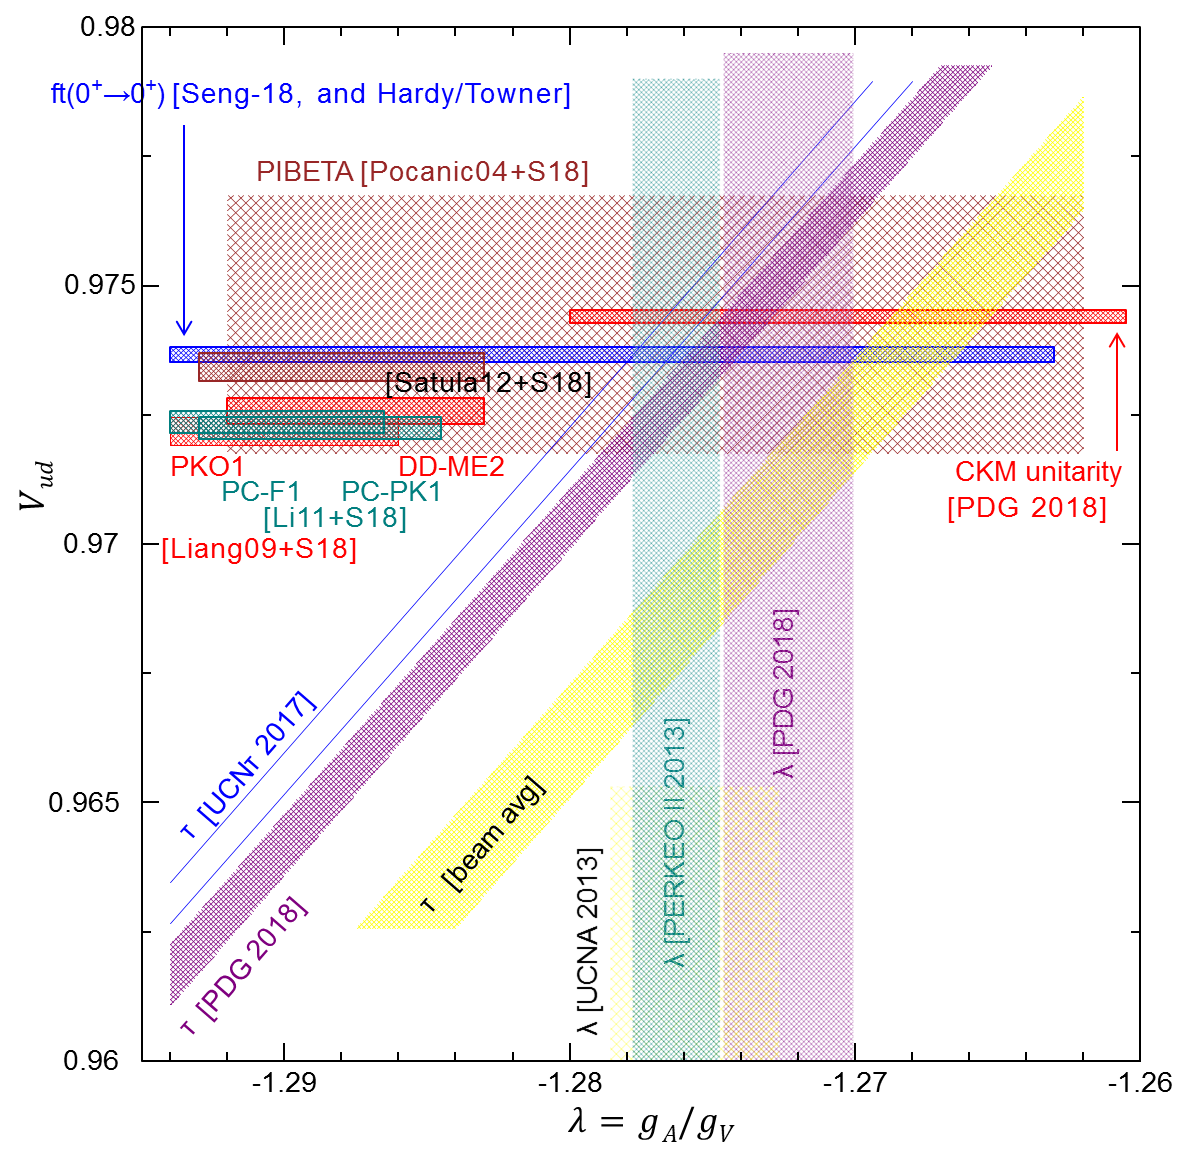 0.98
ft(0⁺→0⁺) [Seng-18, and Hardy/Towner]
PIBETA [Pocanic04+S18]
0.975
[Satula12+S18]
PKO1
DD-ME2
CKM unitarity
PC-F1
PC-PK1
[PDG 2018]
[Li11+S18]
[Liang09+S18]
V_ud
0.97
τ [UCNτ 2017]
τ [PDG 2018]
τ [beam avg]
λ [UCNA 2013]
λ [PERKEO II 2013]
λ [PDG 2018]
0.965
0.96
-1.29
-1.28
-1.27
-1.26
λ = g_A/g_V